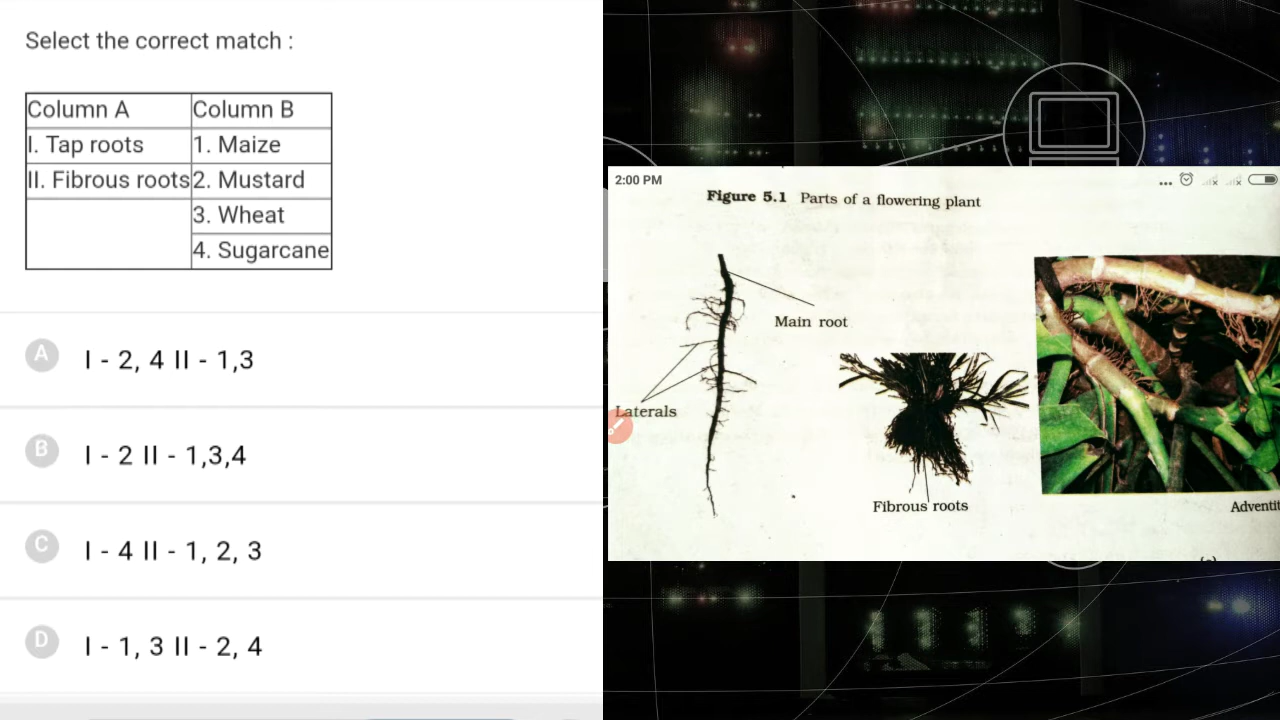 Select the correct match :
Column A Column B
I. Tap roots 1. Maize
II. Fibrous roots 2. Mustard
3. Wheat
4. Sugarcane
A I - 2, 4 II - 1,3
B I - 2 II - 1,3,4
C I - 4 II - 1, 2, 3
D I - 1, 3 II - 2, 4
2:00 PM
Figure 5.1 Parts of a flowering plant
Main root
Laterals
Fibrous roots